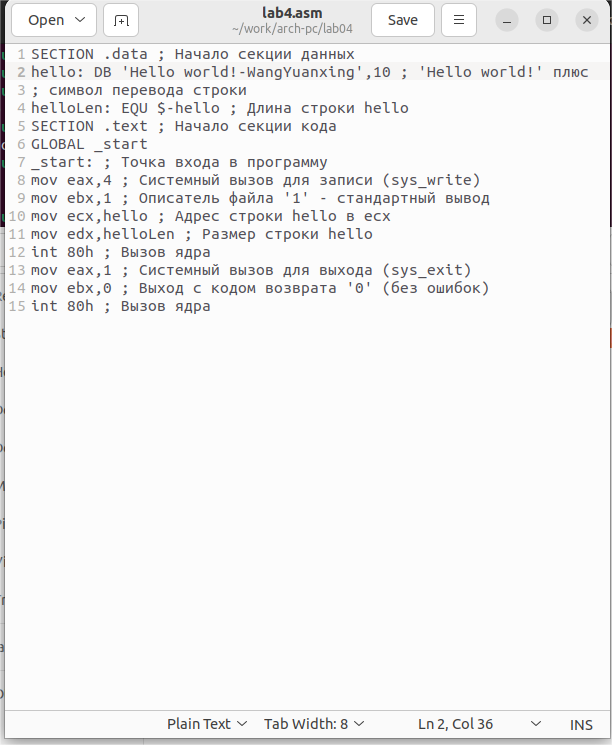 Open
lab4.asm
~/work/arch-pc/lab04
Save
1 SECTION .data ; Начало секции данных
2 hello: DB 'Hello world!-WangYuanxing',10 ; 'Hello world!' плюс
3 ; символ перевода строки
4 helloLen: EQU $-hello ; Длина строки hello
5 SECTION .text ; Начало секции кода
6 GLOBAL _start
7 _start: ; Точка входа в программу
8 mov eax,4 ; Системный вызов для записи (sys_write)
9 mov ebx,1 ; Описатель файла '1' - стандартный вывод
10 mov ecx,hello ; Адрес строки hello в ecx
11 mov edx,helloLen ; Размер строки hello
12 int 80h ; Вызов ядра
13 mov eax,1 ; Системный вызов для выхода (sys_exit)
14 mov ebx,0 ; Выход с кодом возврата '0' (без ошибок)
15 int 80h ; Вызов ядра
Plain Text Tab Width: 8 Ln 2, Col 36 INS